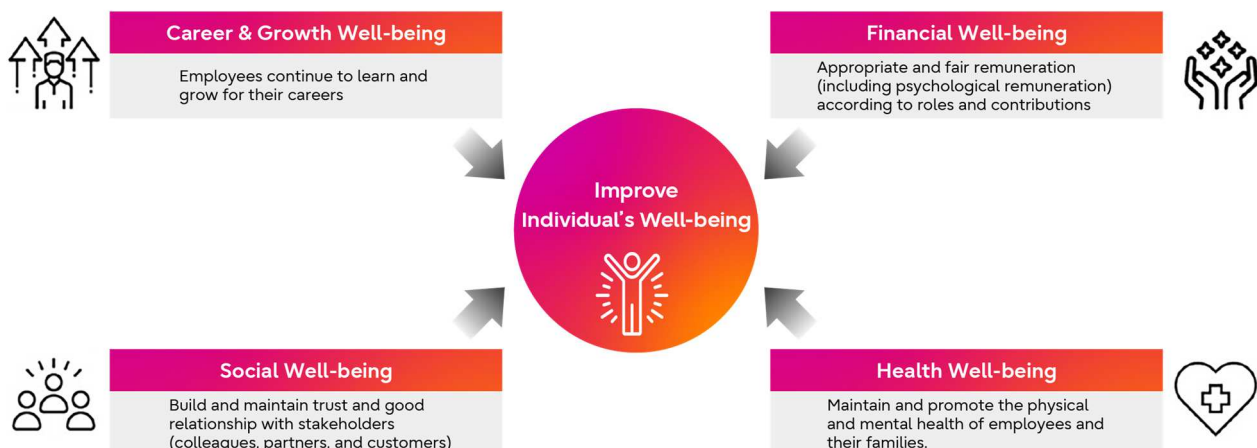 Career & Growth Well-being
Employees continue to learn and
grow for their careers
Financial Well-being
Appropriate and fair remuneration
(including psychological remuneration)
according to roles and contributions
Improve
Individual's Well-being
Social Well-being
Build and maintain trust and good
relationship with stakeholders
(colleagues, partners, and customers)
Health Well-being
Maintain and promote the physical
and mental health of employees and
their families.